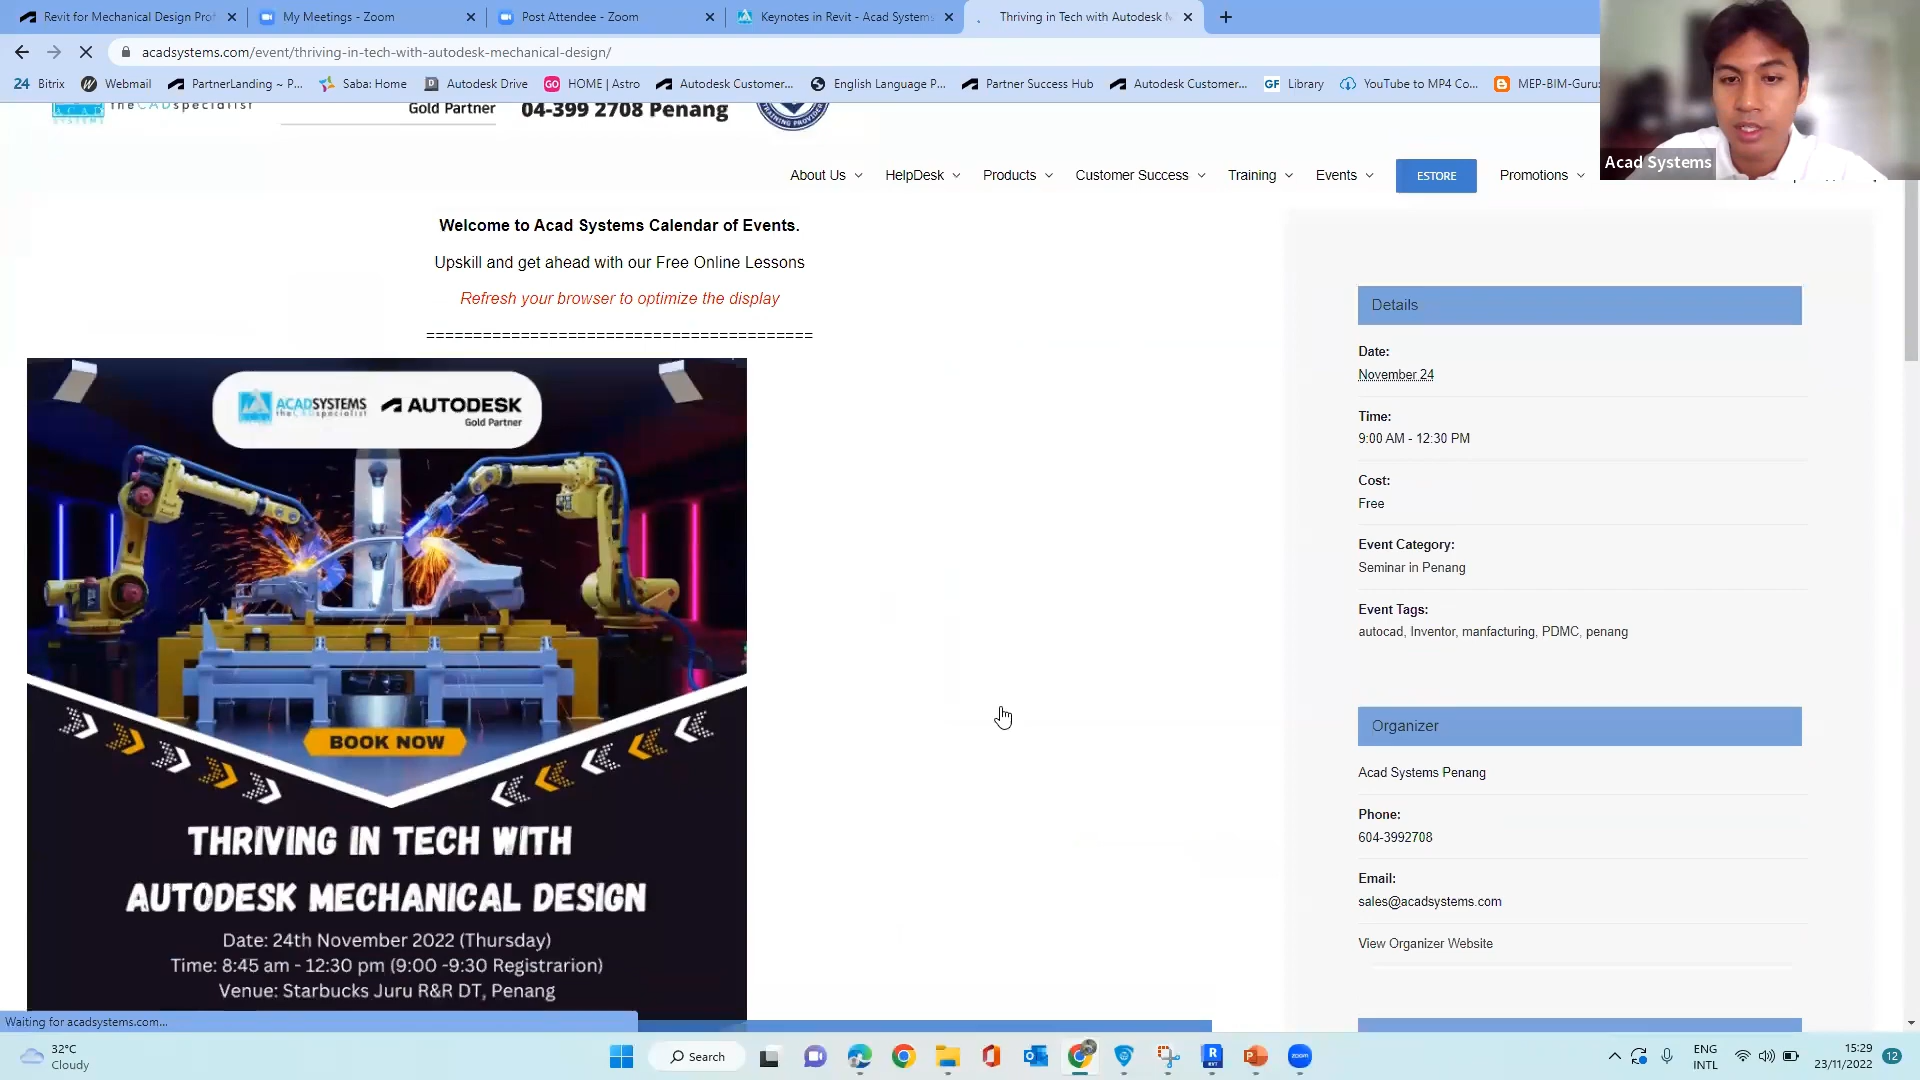 Revit for Mechanical Design Pro
My Meetings - Zoom
Post Attendee - Zoom
Keynotes in Revit - Acad Systems
Thriving in Tech with Autodesk M
acadsystems.com/event/thriving-in-tech-with-autodesk-mechanical-design/
24 Bitrix
Webmail
PartnerLanding ~ P...
Saba: Home
Autodesk Drive
GO HOME | Astro
Autodesk Customer...
English Language P...
Partner Success Hub
Autodesk Customer...
GF Library
YouTube to MP4 Co...
MEP-BIM-Guru
Acad Systems
theCADspecialist
Gold Partner
04-399 2708 Penang
TRAINING PROVIDER
About Us
HelpDesk
Products
Customer Success
Training
Events
ESTORE
Promotions
Welcome to Acad Systems Calendar of Events.
Upskill and get ahead with our Free Online Lessons
Refresh your browser to optimize the display
=========================================
ACADSYSTEMS
theCADspecialist
AUTODESK
Gold Partner
BOOK NOW
THRIVING IN TECH WITH
AUTODESK MECHANICAL DESIGN
Date: 24th November 2022 (Thursday)
Time: 8:45 am - 12:30 pm (9:00 -9:30 Registrarion)
Venue: Starbucks Juru R&R DT, Penang
Details
Date:
November 24
Time:
9:00 AM - 12:30 PM
Cost:
Free
Event Category:
Seminar in Penang
Event Tags:
autocad, Inventor, manfacturing, PDMC, penang
Organizer
Acad Systems Penang
Phone:
604-3992708
Email:
sales@acadsystems.com
View Organizer Website
Waiting for acadsystems.com...
32°C
Cloudy
Search
zoom
ENG
INTL
15:29
23/11/2022
12